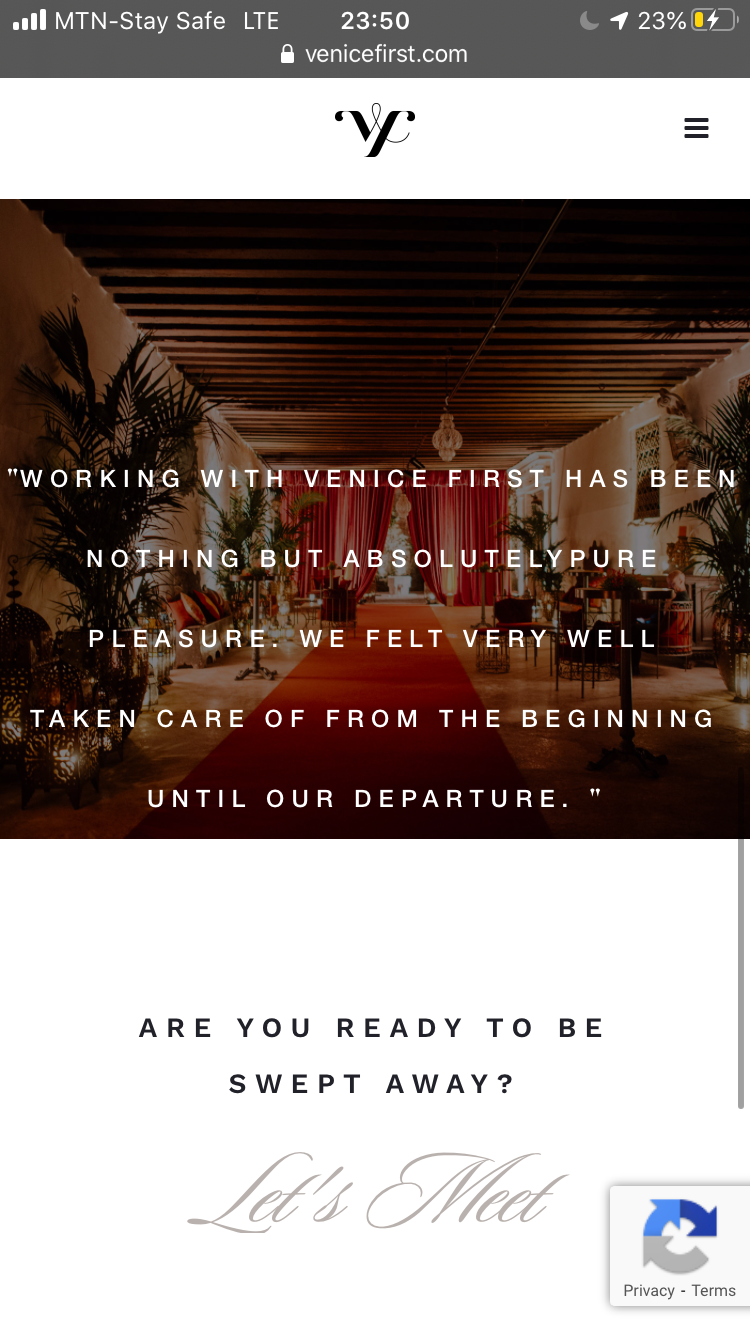 MTN-Stay Safe LTE 23:50 23%
venicefirst.com
"WORKING WITH VENICE FIRST HAS BEEN
NOTHING BUT ABSOLUTELYPURE
PLEASURE. WE FELT VERY WELL
TAKEN CARE OF FROM THE BEGINNING
UNTIL OUR DEPARTURE. "
ARE YOU READY TO BE
SWEPT AWAY?
Let's Meet
Privacy - Terms